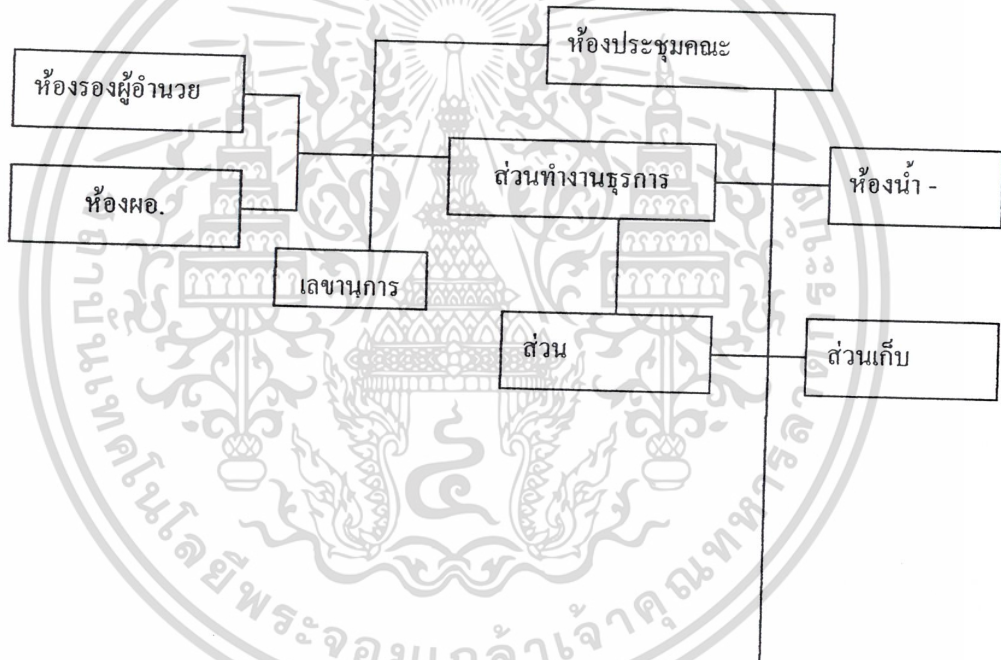 ห้องประชุมคณะ
ห้องรองผู้อำนวย
ส่วนทำงานธุรการ
ห้องน้ำ -
ห้องผอ.
เลขานุการ
ส่วน
ส่วนเก็บ